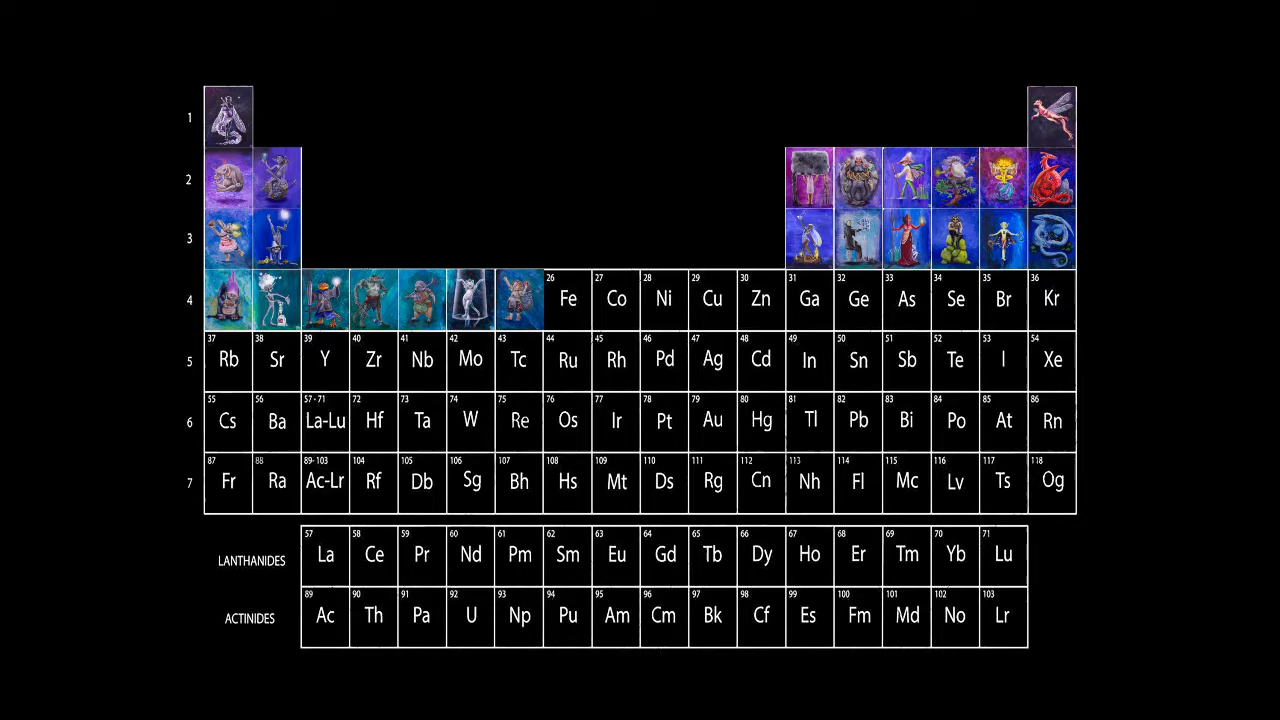 1
2
3
4
26 27 28 29 30 31 32 33 34 35 36
Fe Co Ni Cu Zn Ga Ge As Se Br Kr
37 38 39 40 41 42 43 44 45 46 47 48 49 50 51 52 53 54
5 Rb Sr Y Zr Nb Mo Tc Ru Rh Pd Ag Cd In Sn Sb Te I Xe
55 56 57 - 71 72 73 74 75 76 77 78 79 80 81 82 83 84 85 86
6 Cs Ba La-Lu Hf Ta W Re Os Ir Pt Au Hg Tl Pb Bi Po At Rn
87 88 89- 103 104 105 106 107 108 109 110 111 112 113 114 115 116 117 118
7 Fr Ra Ac-Lr Rf Db Sg Bh Hs Mt Ds Rg Cn Nh Fl Mc Lv Ts Og
57 58 59 60 61 62 63 64 65 66 67 68 69 70 71
LANTHANIDES La Ce Pr Nd Pm Sm Eu Gd Tb Dy Ho Er Tm Yb Lu
89 90 91 92 93 94 95 96 97 98 99 100 101 102 103
ACTINIDES Ac Th Pa U Np Pu Am Cm Bk Cf Es Fm Md No Lr